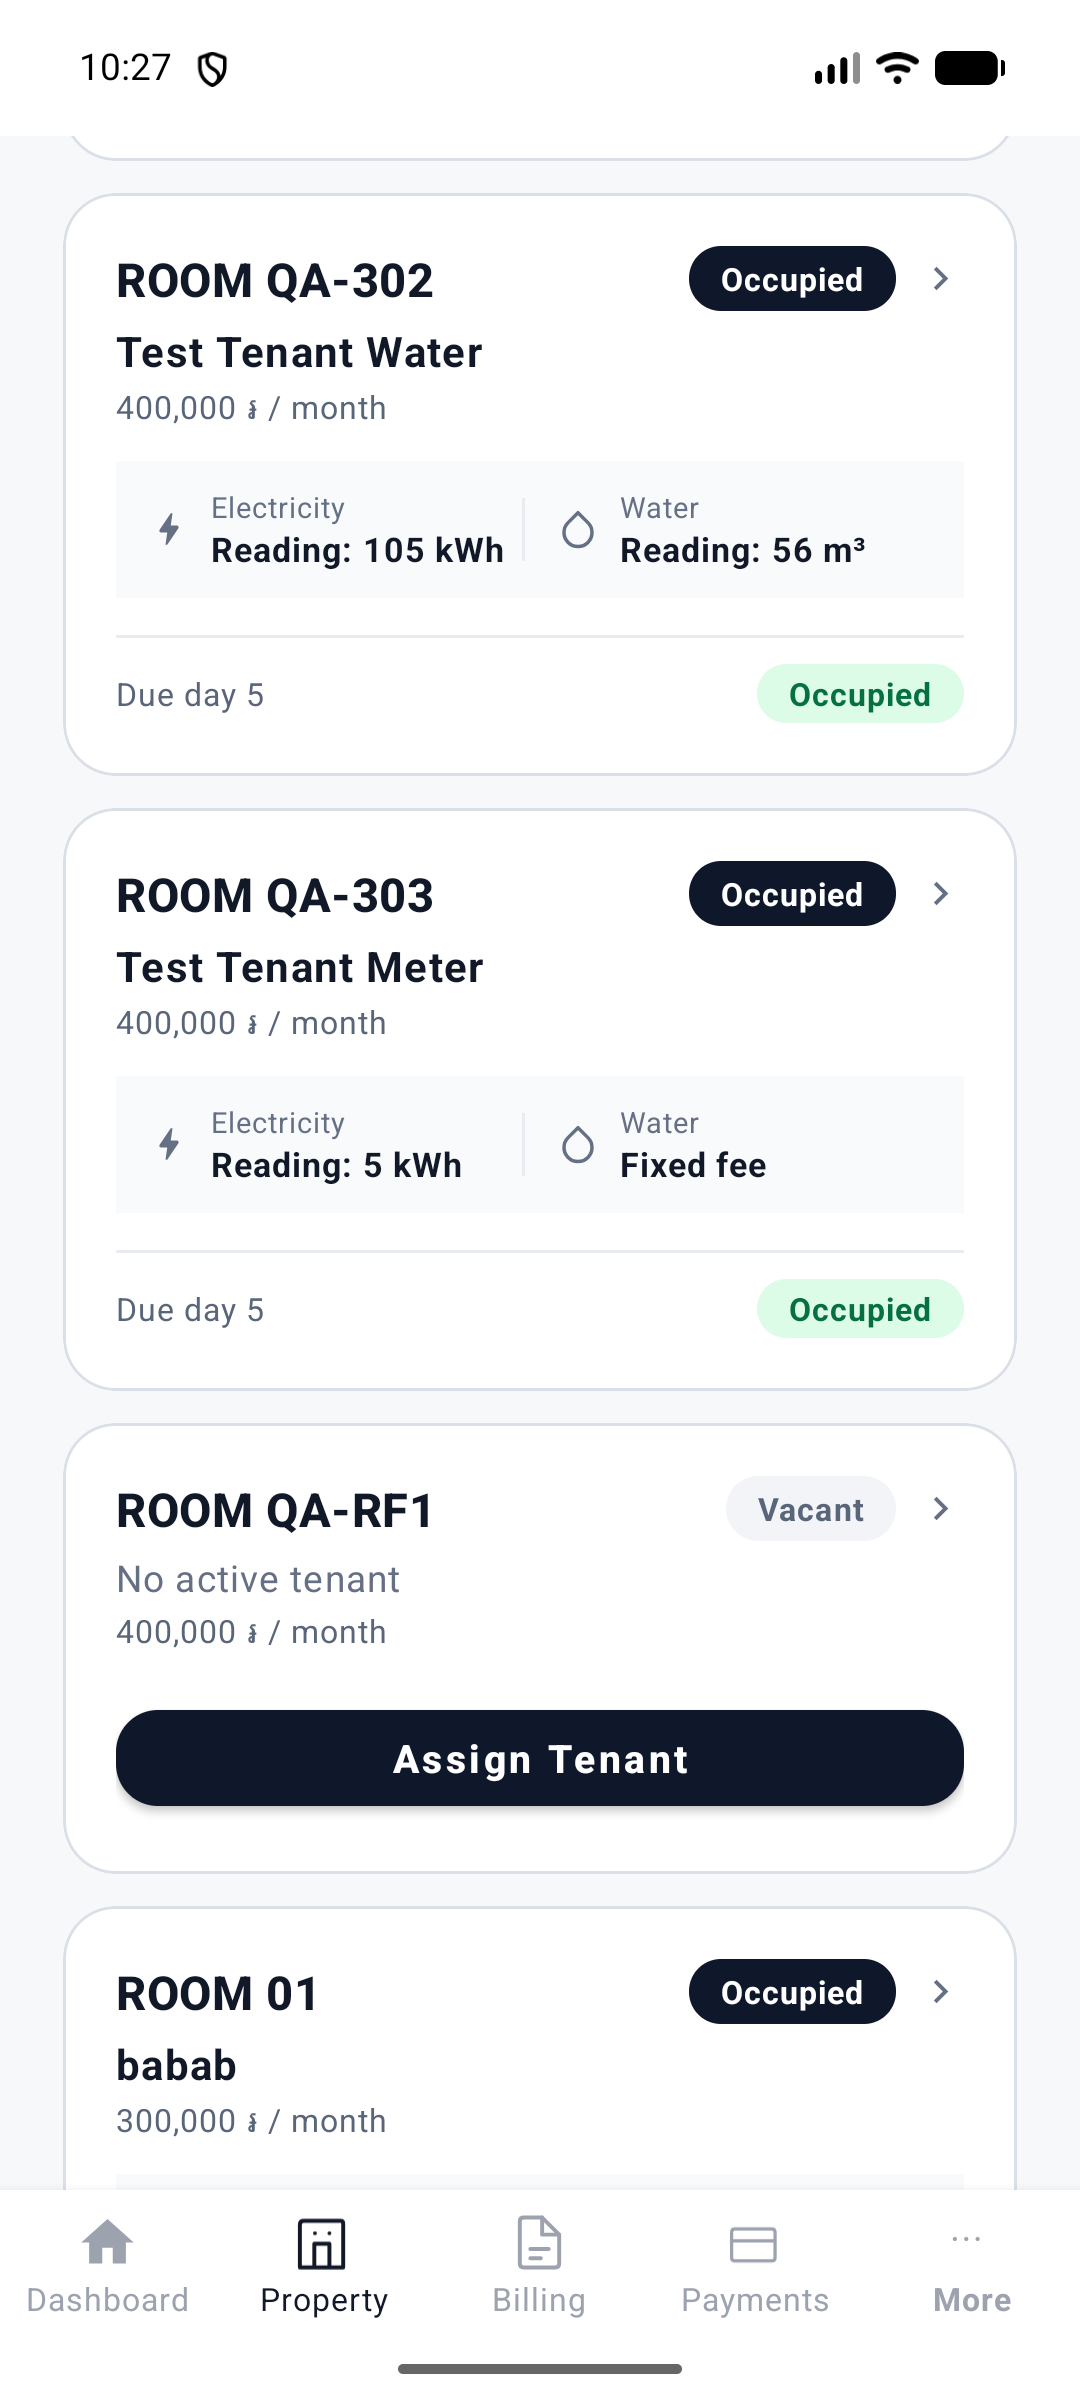 10:27
ROOM QA-302
Occupied
Test Tenant Water
400,000 ៛ / month
Electricity
Reading: 105 kWh
Water
Reading: 56 m³
Due day 5
Occupied
ROOM QA-303
Occupied
Test Tenant Meter
400,000 ៛ / month
Electricity
Reading: 5 kWh
Water
Fixed fee
Due day 5
Occupied
ROOM QA-RF1
Vacant
No active tenant
400,000 ៛ / month
Assign Tenant
ROOM 01
Occupied
babab
300,000 ៛ / month
Dashboard
Property
Billing
Payments
More